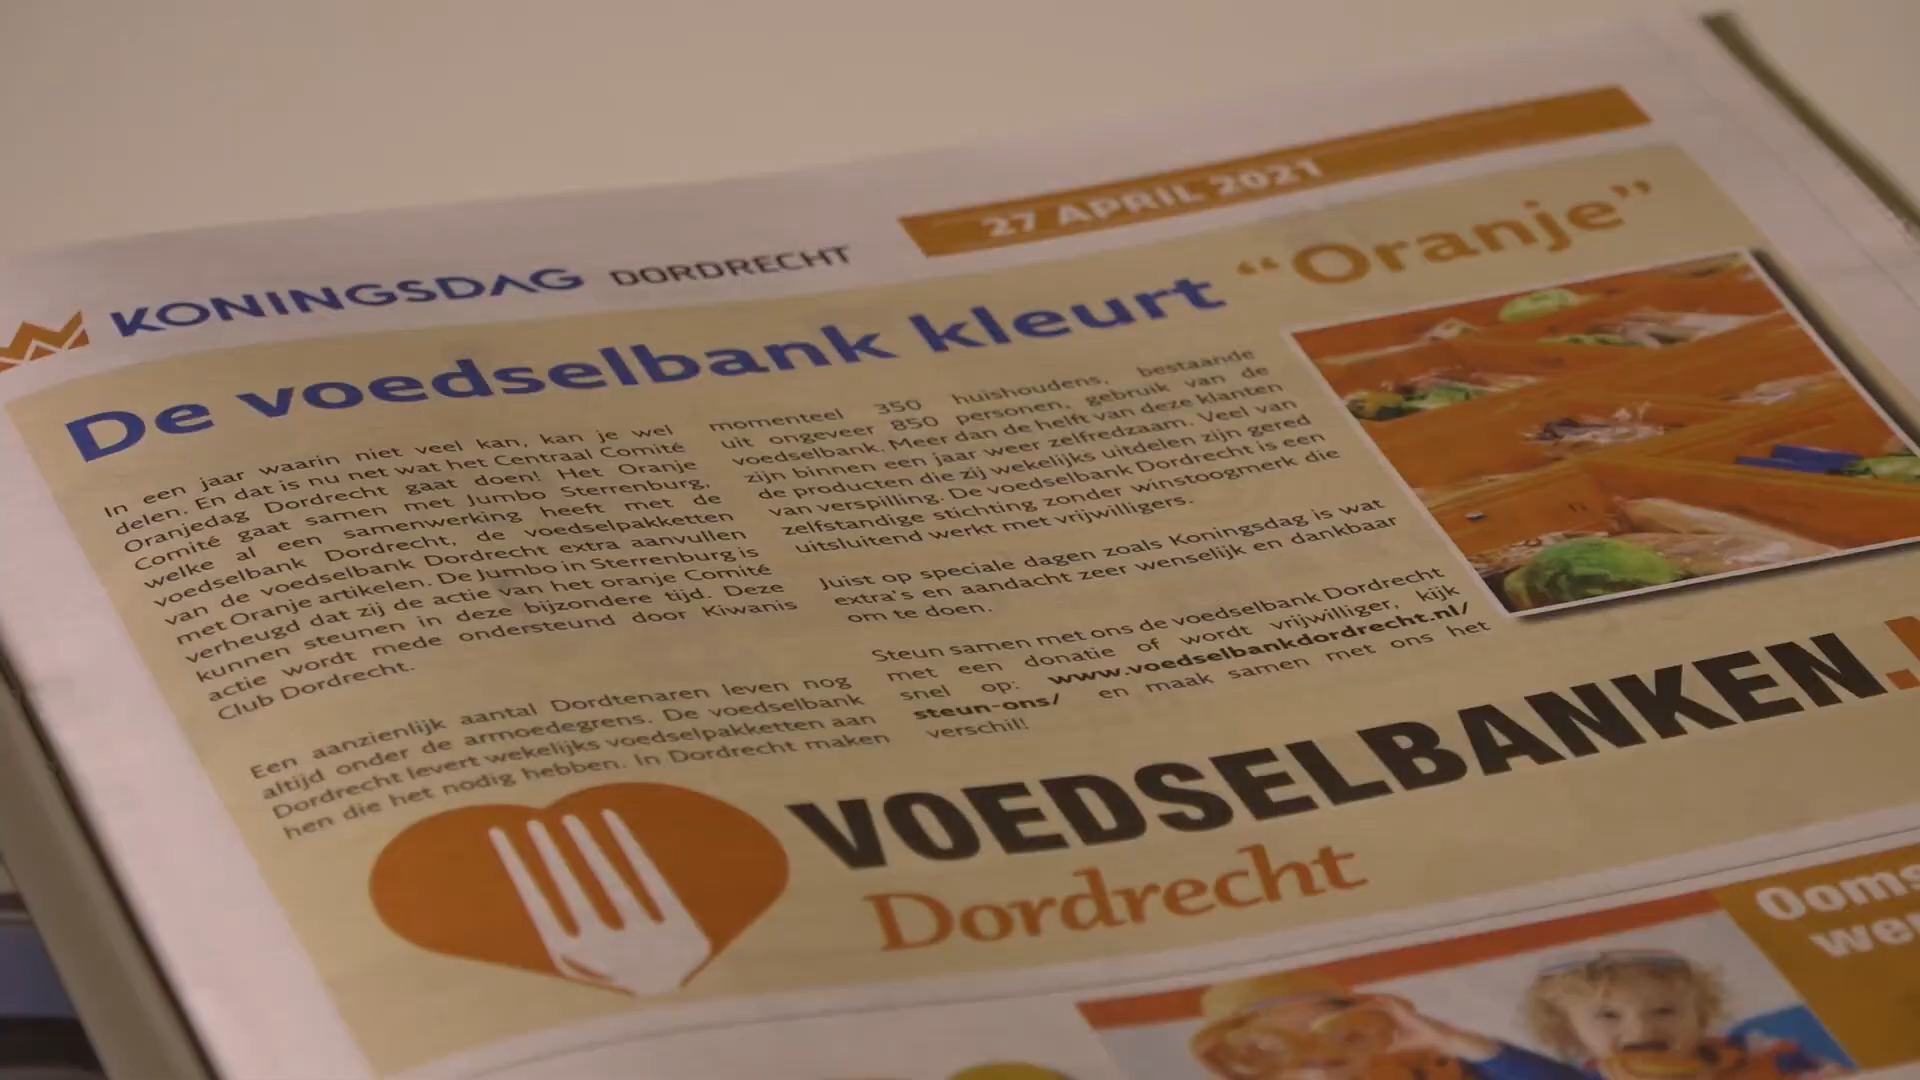 27 APRIL 2021
KONINGSDAG DORDRECHT
De voedselbank kleurt “Oranje”
In een jaar waarin niet veel kan, kan je wel
delen. En dat is nu net wat het Centraal Comité
Oranjedag Dordrecht gaat doen! Het Oranje
Comité gaat samen met Jumbo Sterrenburg,
welke al een samenwerking heeft met de
voedselbank Dordrecht, de voedselpakketten
van de voedselbank Dordrecht extra aanvullen
met Oranje artikelen. De Jumbo in Sterrenburg is
verheugd dat zij de actie van het oranje Comité
kunnen steunen in deze bijzondere tijd. Deze
actie wordt mede ondersteund door Kiwanis
Club Dordrecht.
Een aanzienlijk aantal Dordtenaren leven nog
altijd onder de armoedegrens. De voedselbank
Dordrecht levert wekelijks voedselpakketten aan
hen die het nodig hebben. In Dordrecht maken
momenteel 350 huishoudens, bestaande
uit ongeveer 850 personen, gebruik van de
voedselbank. Meer dan de helft van deze klanten
zijn binnen een jaar weer zelfredzaam. Veel van
de producten die zij wekelijks uitdelen zijn gered
van verspilling. De voedselbank Dordrecht is een
zelfstandige stichting zonder winstoogmerk die
uitsluitend werkt met vrijwilligers.
Juist op speciale dagen zoals Koningsdag is wat
extra's en aandacht zeer wenselijk en dankbaar
om te doen.
Steun samen met ons de voedselbank Dordrecht
met een donatie of wordt vrijwilliger, kijk
snel op: www.voedselbankdordrecht.nl/
steun-ons/ en maak samen met ons het
verschil!
VOEDSELBANKEN.
Dordrecht
Ooms